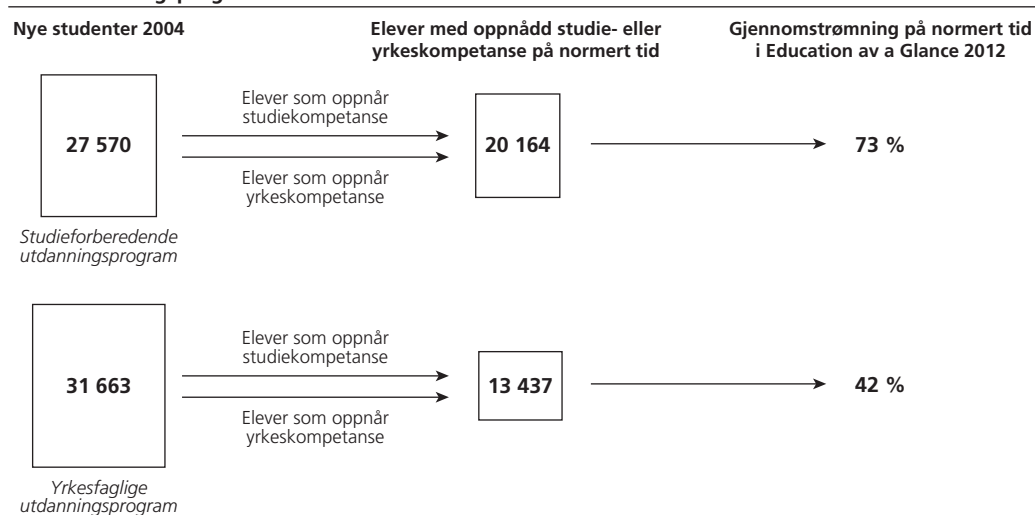 Nye studenter 2004
Elever med oppnådd studie- eller
yrkeskompetanse på normert tid
Gjennomstrømning på normert tid
i Education av a Glance 2012
27 570
Elever som oppnår
studiekompetanse
Elever som oppnår
yrkeskompetanse
20 164
73 %
Studieforberedende
utdanningsprogram
31 663
Elever som oppnår
studiekompetanse
Elever som oppnår
yrkeskompetanse
13 437
42 %
Yrkesfaglige
utdanningsprogram